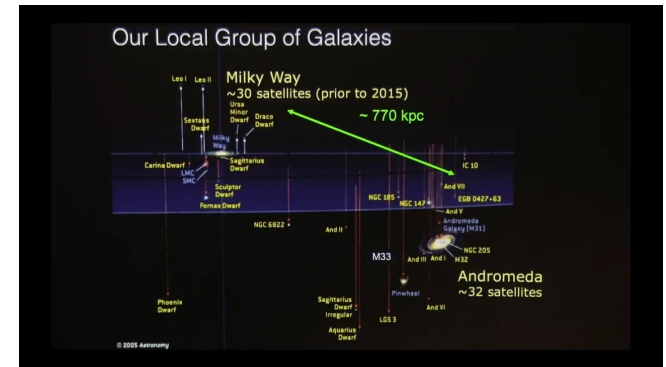 Our Local Group of Galaxies
Leo I
Leo II
Milky Way
~30 satellites (prior to 2015)
Ursa
Minor
Dwarf
Draco
Dwarf
~ 770 kpc
Sextans
Dwarf
Milky
Way
Carina Dwarf
LMC
SMC
Sagittarius
Dwarf
IC 10
Sculptor
Dwarf
Fornax Dwarf
NGC 185
NGC 147
And VII
EGB 0427+63
And V
Andromeda
Galaxy (M31)
NGC 6822
And II
NGC 205
M33
And III
And I
M32
Andromeda
~32 satellites
Pinwheel
Phoenix
Dwarf
Sagittarius
Dwarf
Irregular
LGS 3
And VI
Aquarius
Dwarf
© 2005 Astronomy